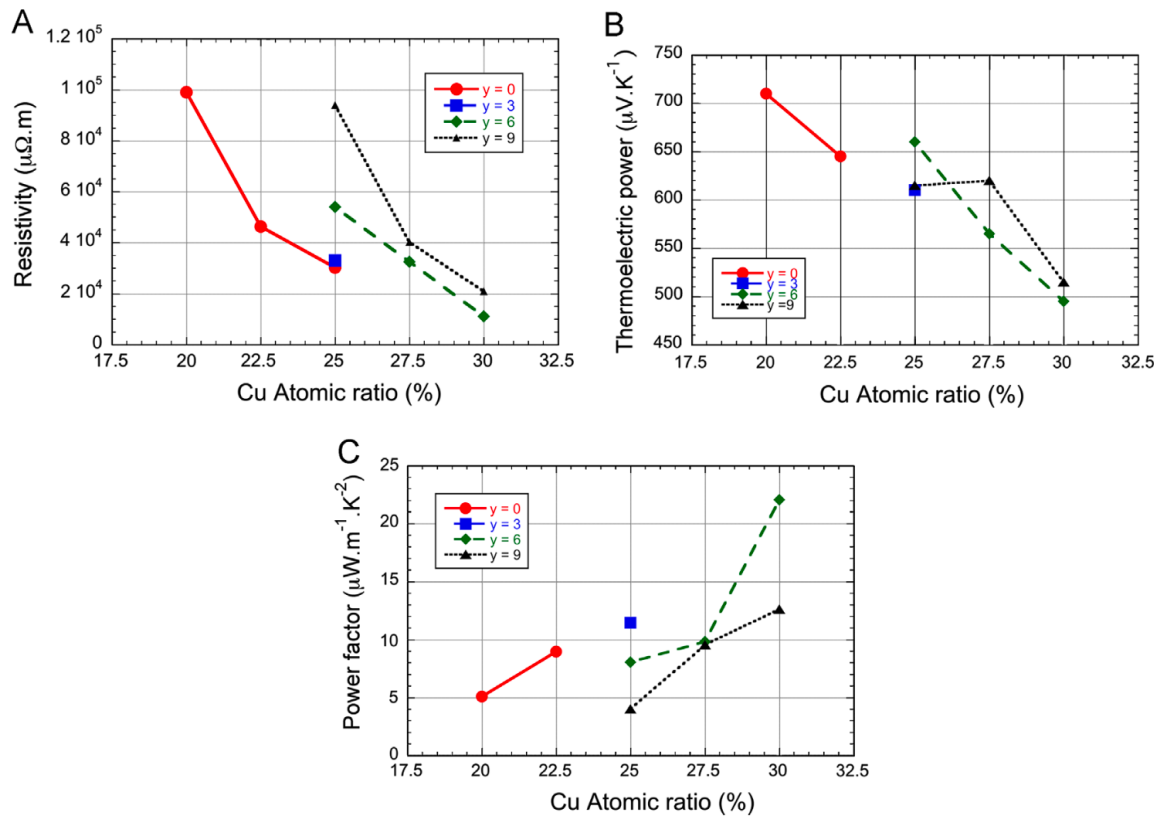 A
Resistivity (μΩ.m)
1.2 10⁵
1 10⁵
8 10⁴
6 10⁴
4 10⁴
2 10⁴
0
17.5 20 22.5 25 27.5 30 32.5
Cu Atomic ratio (%)
y = 0
y = 3
y = 6
y = 9
B
Thermoelectric power (μV.K⁻¹)
750
700
650
600
550
500
450
17.5 20 22.5 25 27.5 30 32.5
Cu Atomic ratio (%)
y = 0
y = 3
y = 6
y =9
C
Power factor (μW.m⁻¹.K⁻²)
25
20
15
10
5
0
17.5 20 22.5 25 27.5 30 32.5
Cu Atomic ratio (%)
y = 0
y = 3
y = 6
y = 9